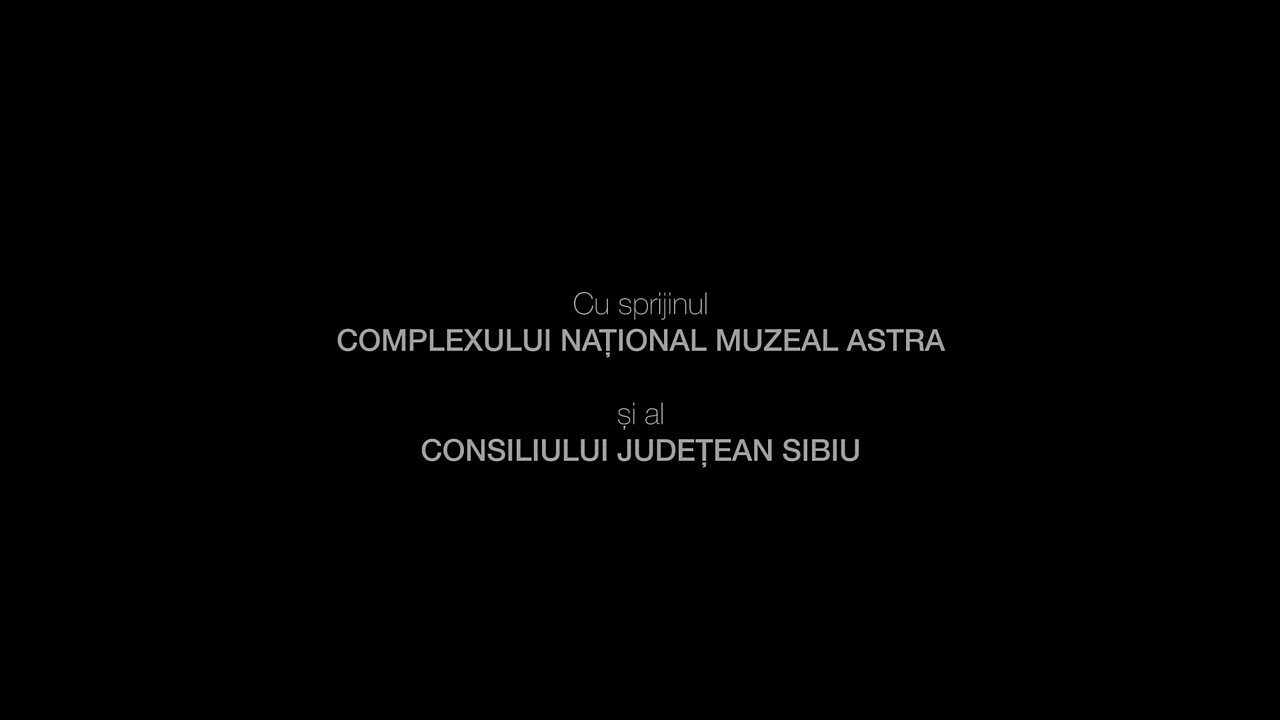 Cu sprijinul
COMPLEXULUI NAȚIONAL MUZEAL ASTRA
și al
CONSILIULUI JUDEȚEAN SIBIU